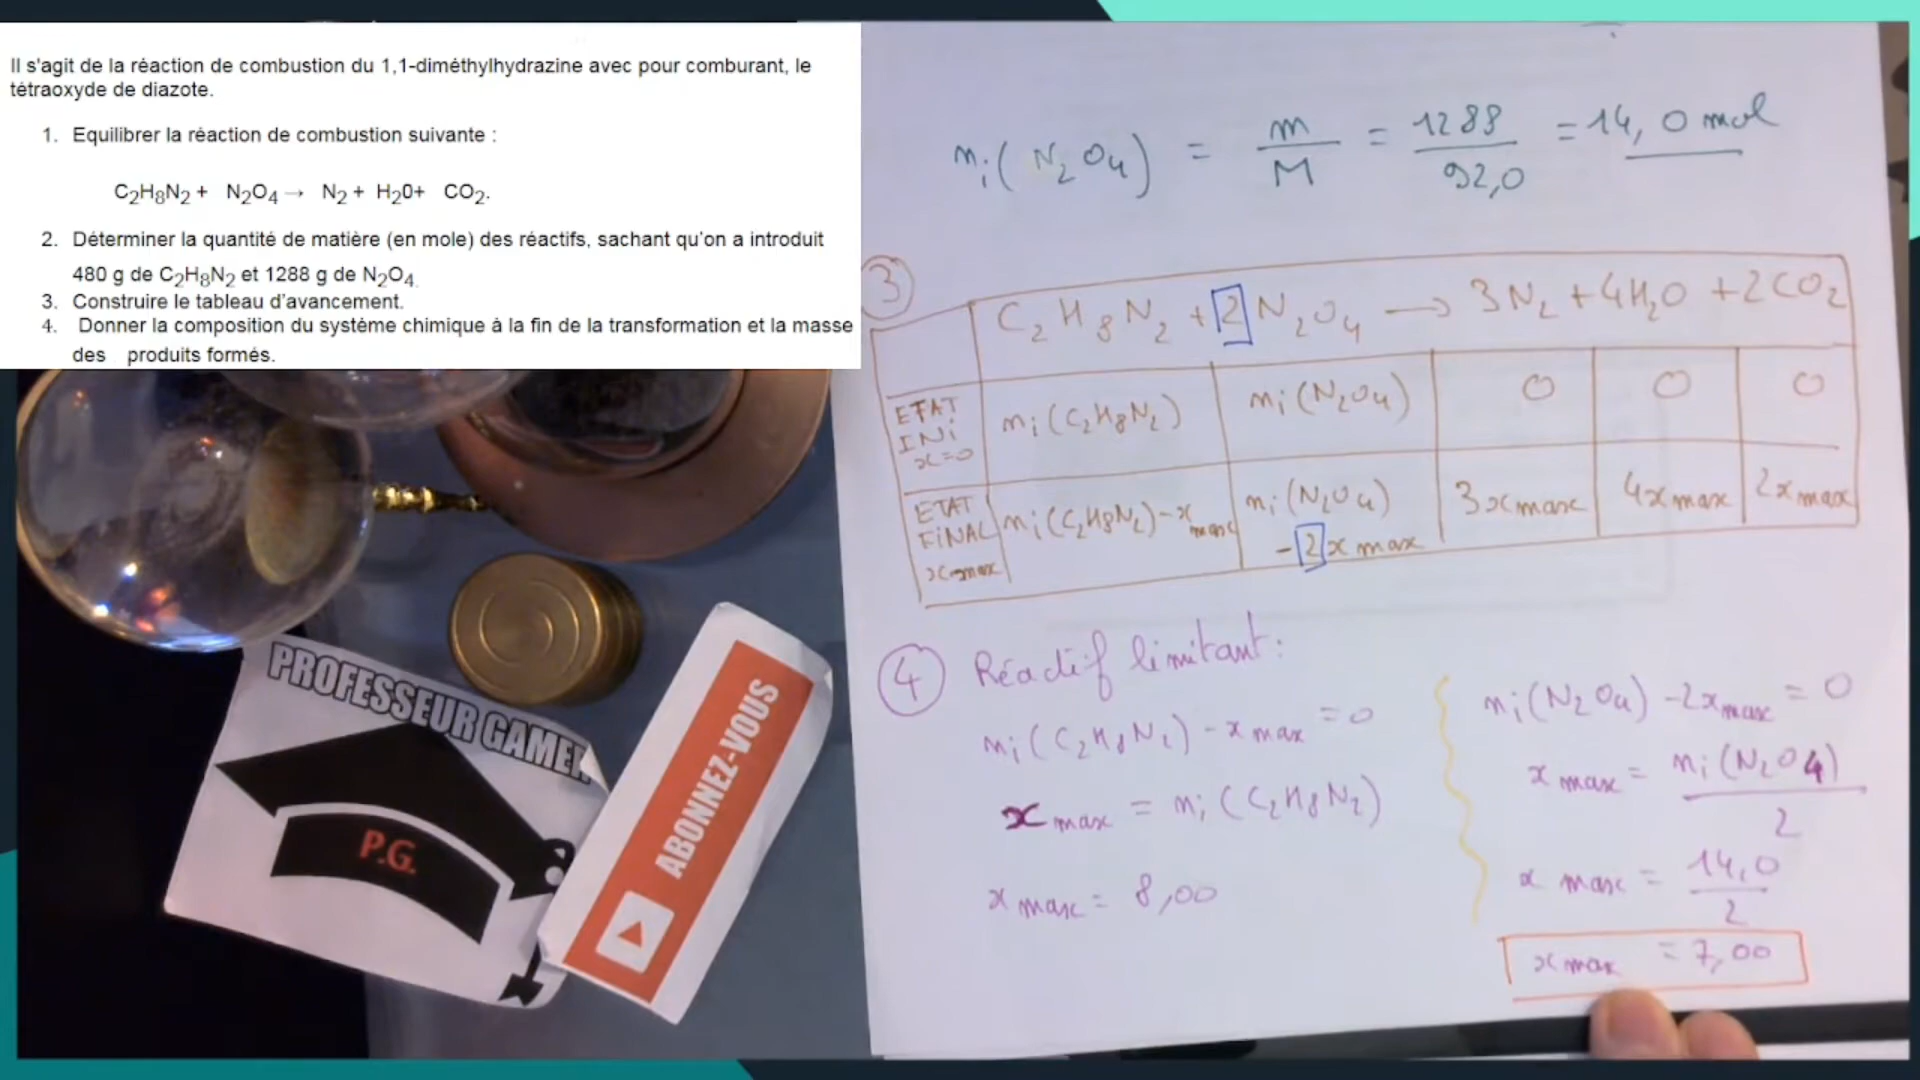 Il s'agit de la réaction de combustion du 1,1-diméthylhydrazine avec pour comburant, le
tétraoxyde de diazote.
1. Equilibrer la réaction de combustion suivante :
C₂H₈N₂ + N₂O₄ → N₂ + H₂0+ CO₂.
2. Déterminer la quantité de matière (en mole) des réactifs, sachant qu'on a introduit
480 g de C₂H₈N₂ et 1288 g de N₂O₄.
3. Construire le tableau d'avancement.
4. Donner la composition du système chimique à la fin de la transformation et la masse
des produits formés.
PROFESSEUR GAME
P.G.
ABONNEZ-VOUS
nᵢ(N₂O₄) = m/M = 1288/92,0 = 14,0 mol
3
C₂H₈N₂ + 2 N₂O₄ → 3N₂ + 4H₂O + 2CO₂
ETAT INI x=0 nᵢ(C₂H₈N₂) nᵢ(N₂O₄) 0 0 0
ETAT FINAL x=max nᵢ(C₂H₈N₂) - xmax nᵢ(N₂O₄) - 2xmax 3xmax 4xmax 2xmax
4 Réactif limitant :
nᵢ(C₂H₈N₂) - xmax = 0
xmax = nᵢ(C₂H₈N₂)
xmax = 8,00
nᵢ(N₂O₄) - 2xmax = 0
xmax = nᵢ(N₂O₄)/2
xmax = 14,0/2
xmax = 7,00